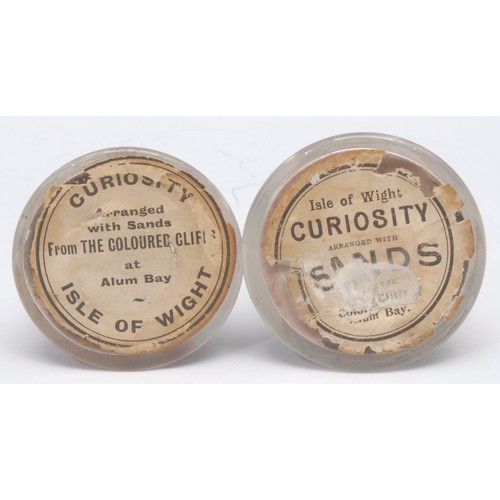 CURIOSITY
Arranged
with Sands
From THE COLOURED CLIFFS
at
Alum Bay
ISLE OF WIGHT
Isle of Wight
CURIOSITY
ARRANGED WITH
SANDS
THE
Alum Bay.